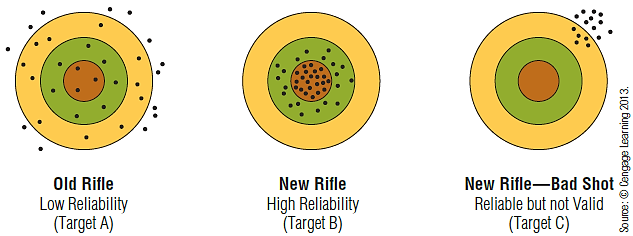 Old Rifle
Low Reliability
(Target A)
New Rifle
High Reliability
(Target B)
New Rifle—Bad Shot
Reliable but not Valid
(Target C)
Source: © Cengage Learning 2013.